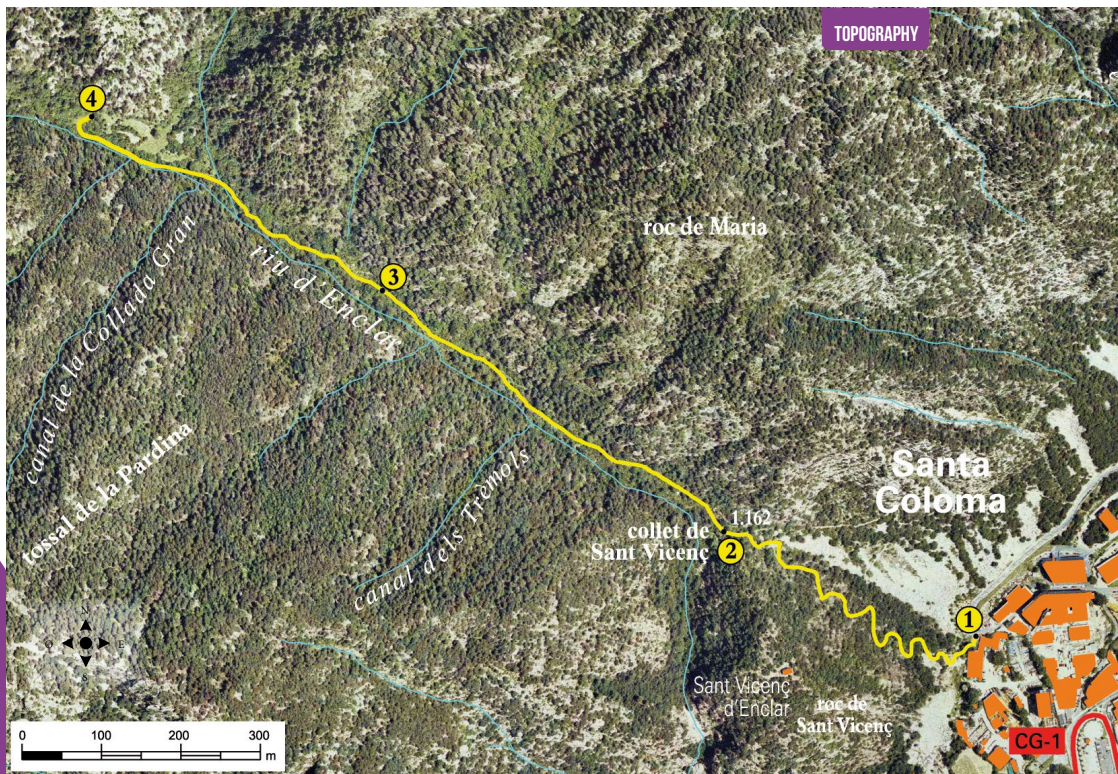 TOPOGRAPHY
4
roc de Maria
3
riu d'Enclar
canal de la Collada Gran
tossal de la Pardina
canal dels Trèmols
Santa
Coloma
1.162
collet de
Sant Vicenç
2
1
N
O
E
S
Sant Vicenç
d'Enclar
roc de
Sant Vicenç
CG-1
0
100
200
300
m